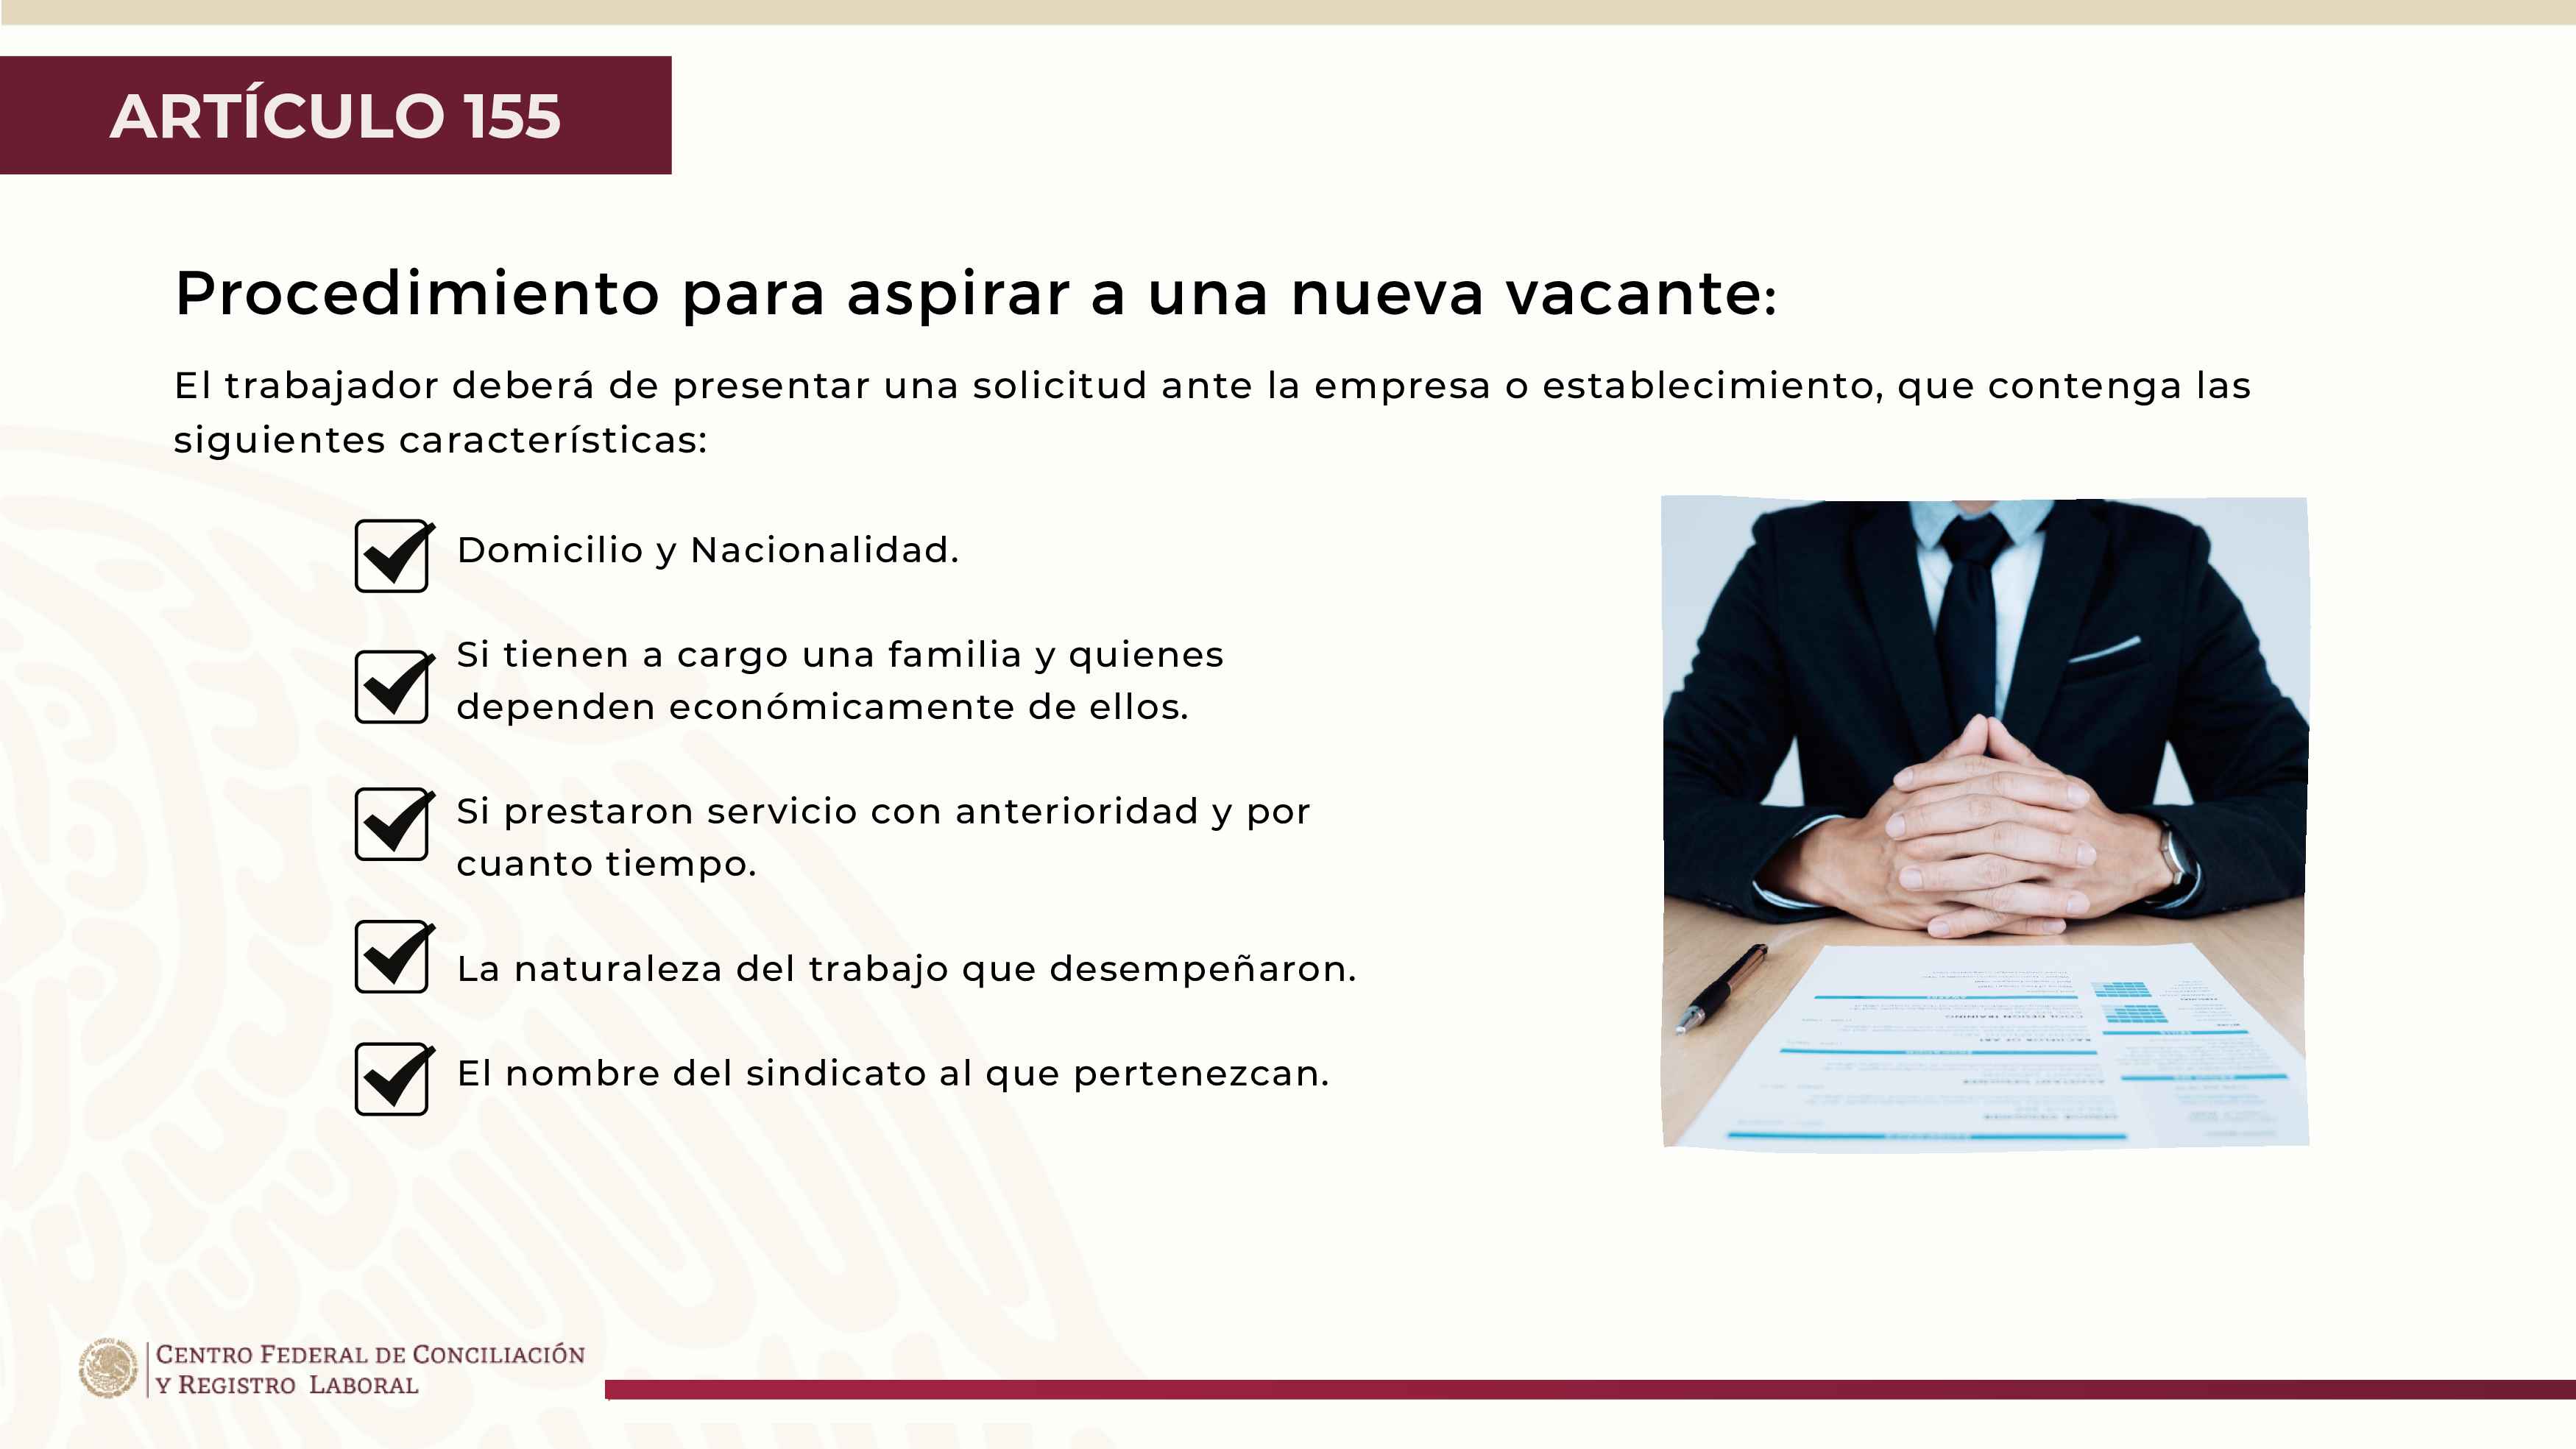 ARTÍCULO 155
Procedimiento para aspirar a una nueva vacante:
El trabajador deberá de presentar una solicitud ante la empresa o establecimiento, que contenga las
siguientes características:
Domicilio y Nacionalidad.
Si tienen a cargo una familia y quienes
dependen económicamente de ellos.
Si prestaron servicio con anterioridad y por
cuanto tiempo.
La naturaleza del trabajo que desempeñaron.
El nombre del sindicato al que pertenezcan.
CENTRO FEDERAL DE CONCILIACIÓN
Y REGISTRO LABORAL